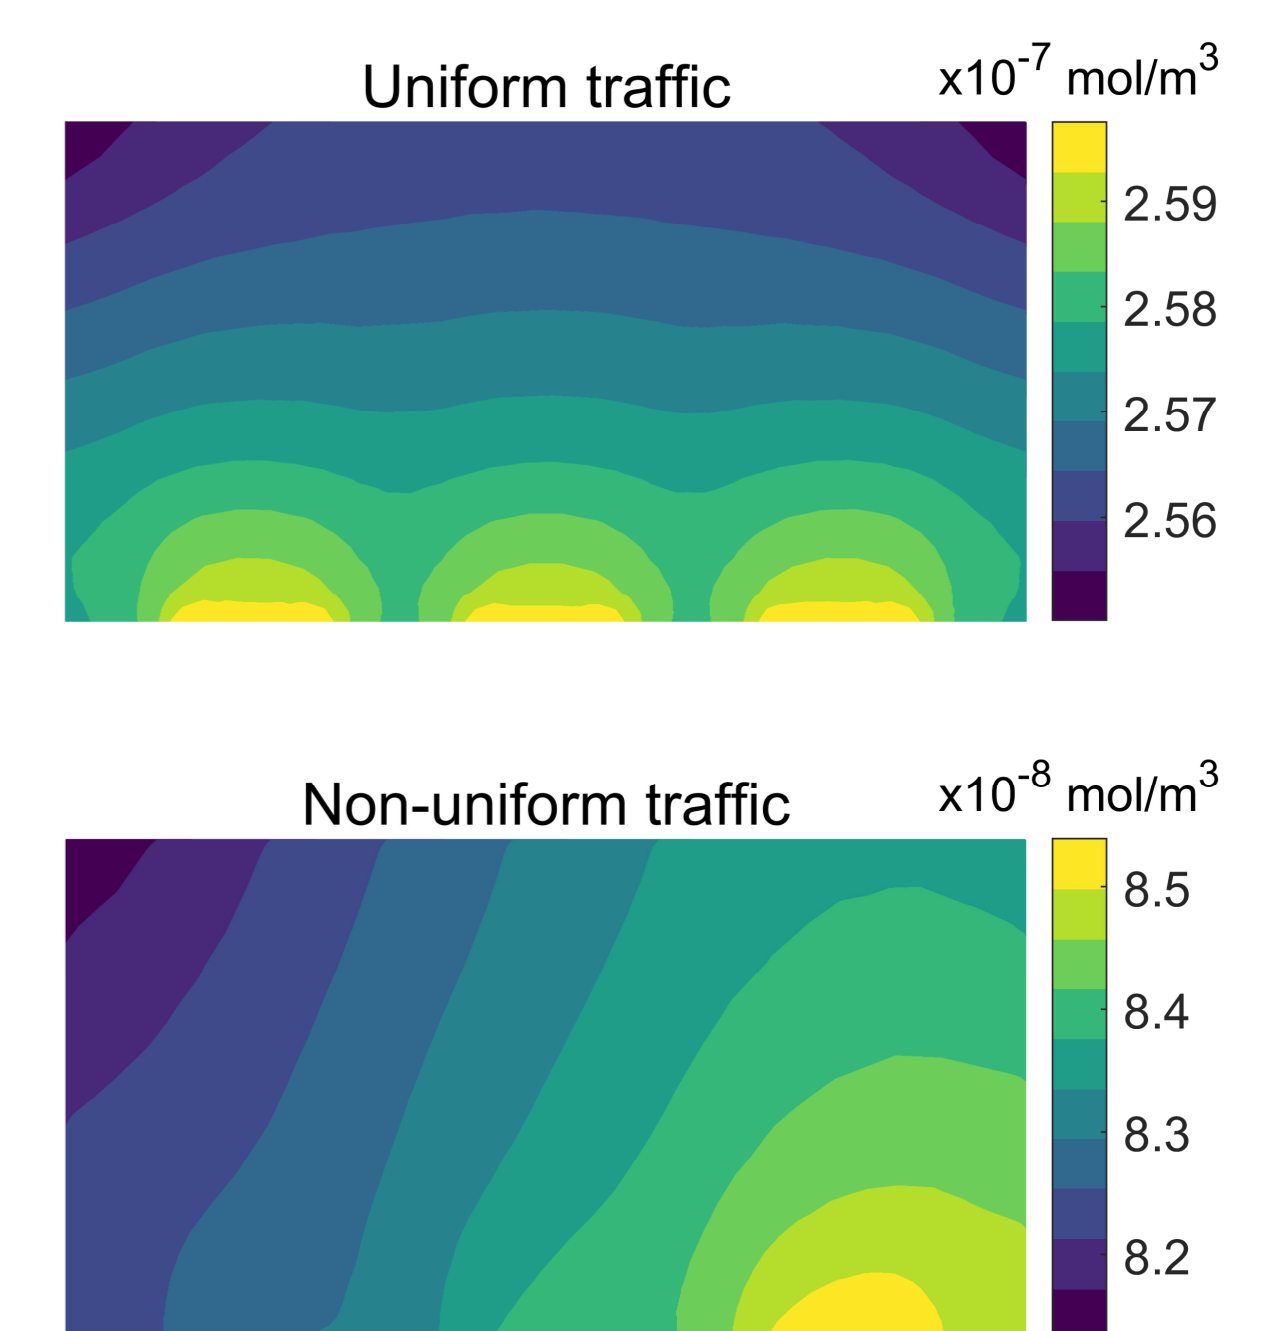 Uniform traffic
x10⁻⁷ mol/m³
2.59
2.58
2.57
2.56
Non-uniform traffic
x10⁻⁸ mol/m³
8.5
8.4
8.3
8.2